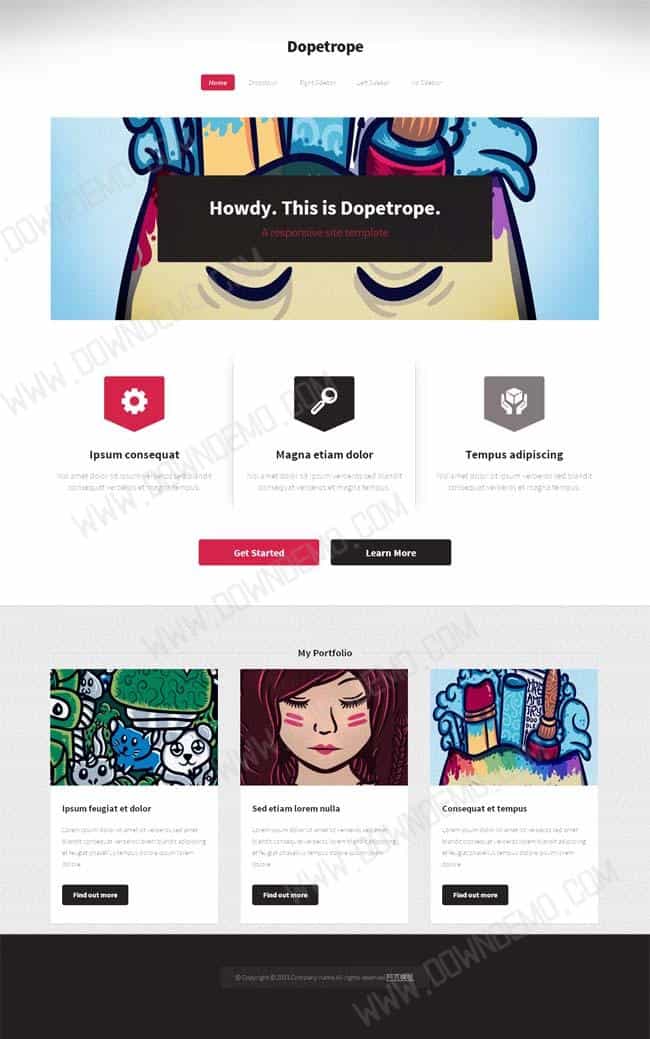 Dopetrope
Home Dropdown Right Sidebar Left Sidebar No Sidebar
Howdy. This is Dopetrope.
A responsive site template
Ipsum consequat Magna etiam dolor Tempus adipiscing
Nisl amet dolor sit ipsum veroeros sed blandit Nisl amet dolor sit ipsum veroeros sed blandit Nisl amet dolor sit ipsum veroeros sed blandit
consequat veroeros et magna tempus. consequat veroeros et magna tempus. consequat veroeros et magna tempus.
Get Started Learn More
My Portfolio
Ipsum feugiat et dolor
Lorem ipsum dolor sit amet sit veroeros sed amet
blandit consequat veroeros lorem blandit adipiscing
et feugiat phasellus tempus dolore ipsum lorem
dolore.
Find out more
Sed etiam lorem nulla
Lorem ipsum dolor sit amet sit veroeros sed amet
blandit consequat veroeros lorem blandit adipiscing
et feugiat phasellus tempus dolore ipsum lorem
dolore.
Find out more
Consequat et tempus
Lorem ipsum dolor sit amet sit veroeros sed amet
blandit consequat veroeros lorem blandit adipiscing
et feugiat phasellus tempus dolore ipsum lorem
dolore.
Find out more
© Copyright © 2013.Company name All rights reserved.网页模板
WWW.DOWNDEMO.COM